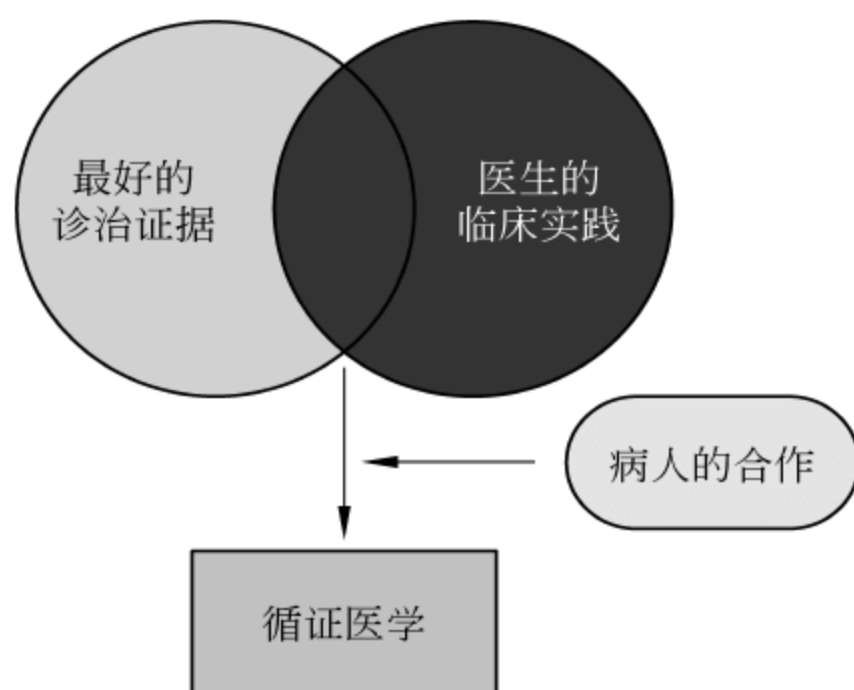 最好的
诊治证据
医生的
临床实践
病人的合作
循证医学